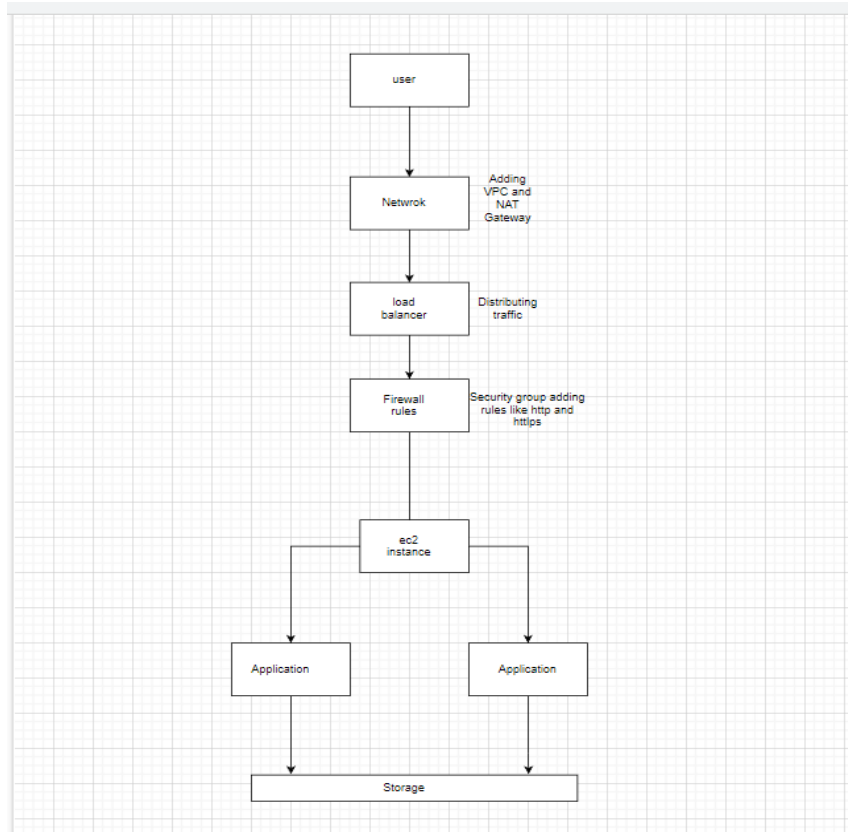 user
Netwrok
Adding
VPC and
NAT
Gateway
load
balancer
Distributing
traffic
Firewall
rules
Security group adding
rules like http and
httlps
ec2
instance
Application
Application
Storage